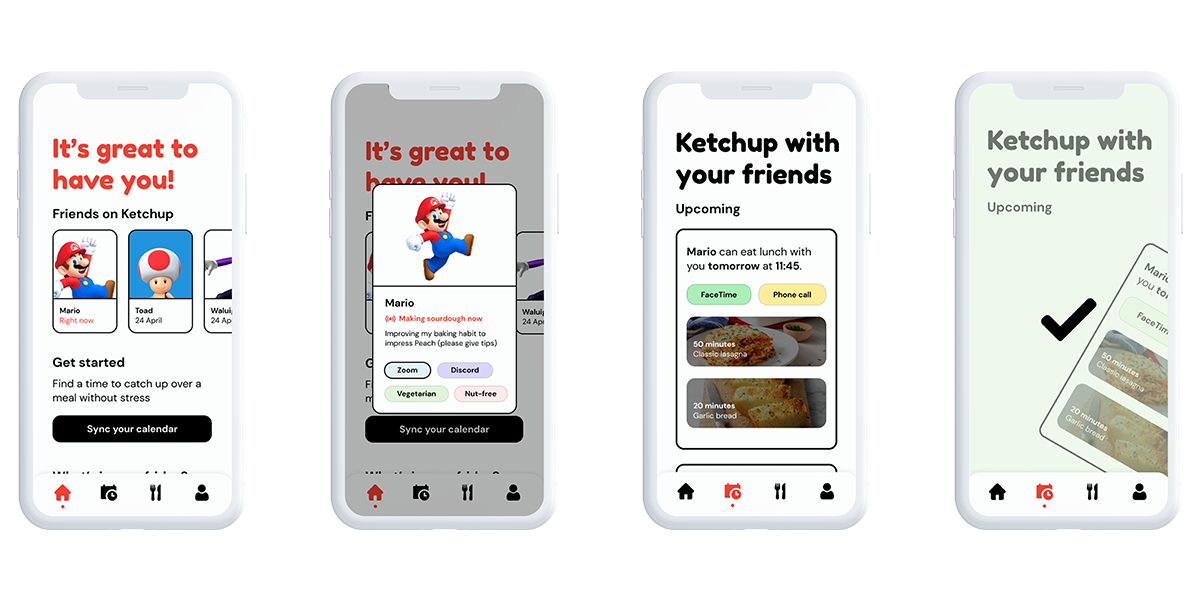 It's great to
have you!
Friends on Ketchup
Mario
Right now
Toad
24 April
Waluig
24 Apr
Get started
Find a time to catch up over a
meal without stress
Sync your calendar
It's great to
have you!
Mario
Making sourdough now
Improving my baking habit to
impress Peach (please give tips)
Zoom
Discord
Vegetarian
Nut-free
Waluig
24 Apr
Sync your calendar
Ketchup with
your friends
Upcoming
Mario can eat lunch with
you tomorrow at 11:45.
FaceTime
Phone call
50 minutes
Classic lasagna
20 minutes
Garlic bread
Ketchup with
your friends
Upcoming
Mario
you to
FaceTim
50 minutes
Classic lasagna
20 minutes
Garlic bread